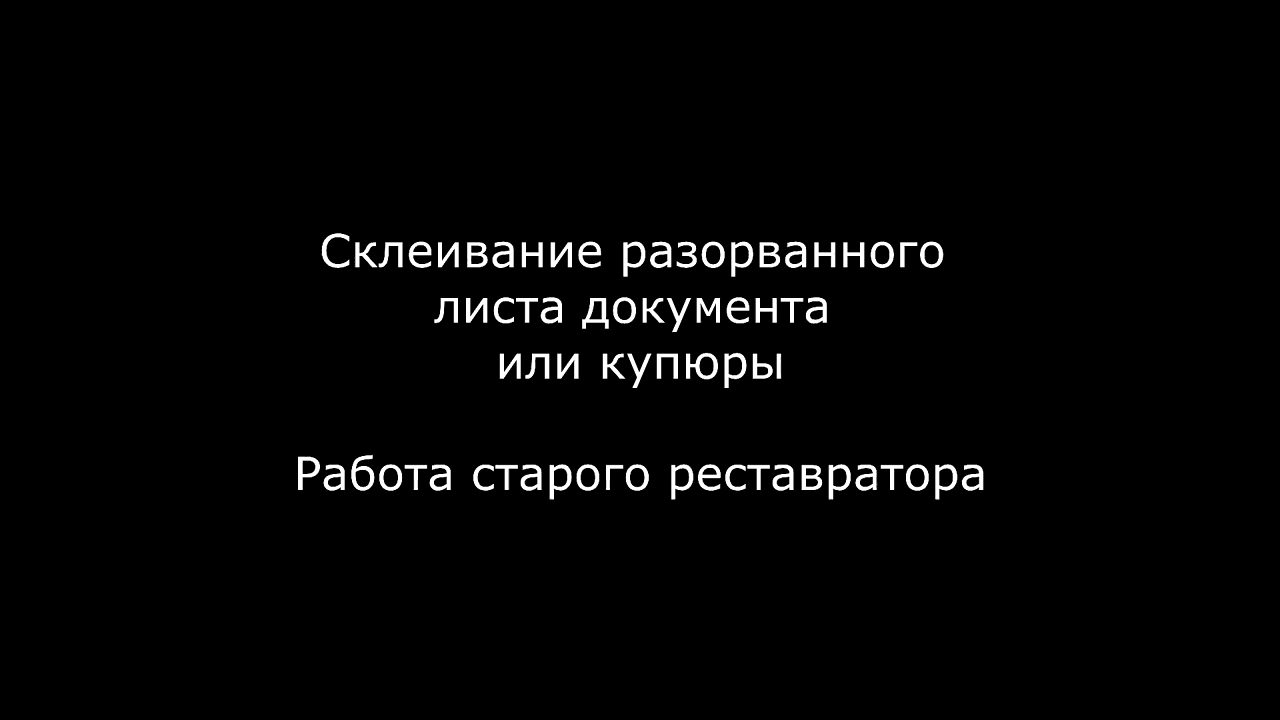 Склеивание разорванного
листа документа
или купюры
Работа старого реставратора